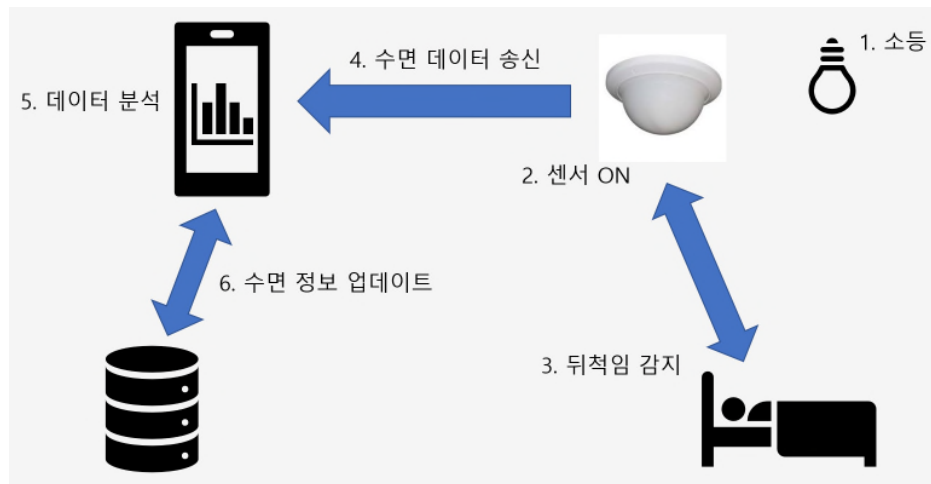 1. 소등
2. 센서 ON
3. 뒤척임 감지
4. 수면 데이터 송신
5. 데이터 분석
6. 수면 정보 업데이트